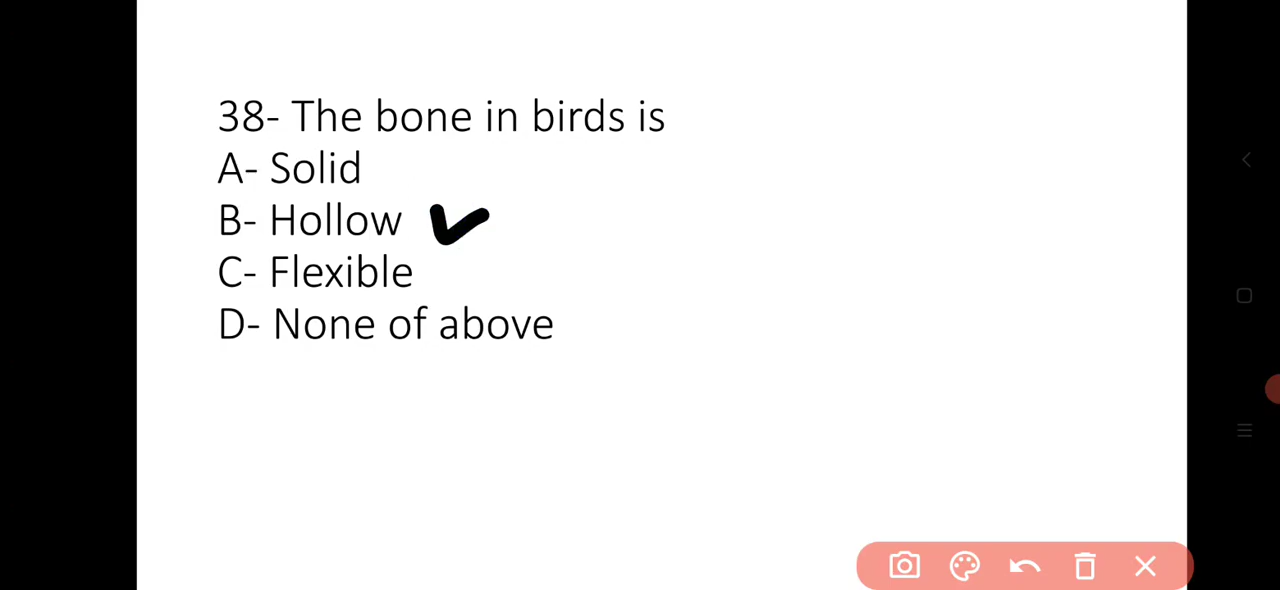 38- The bone in birds is
A- Solid
B- Hollow
C- Flexible
D- None of above